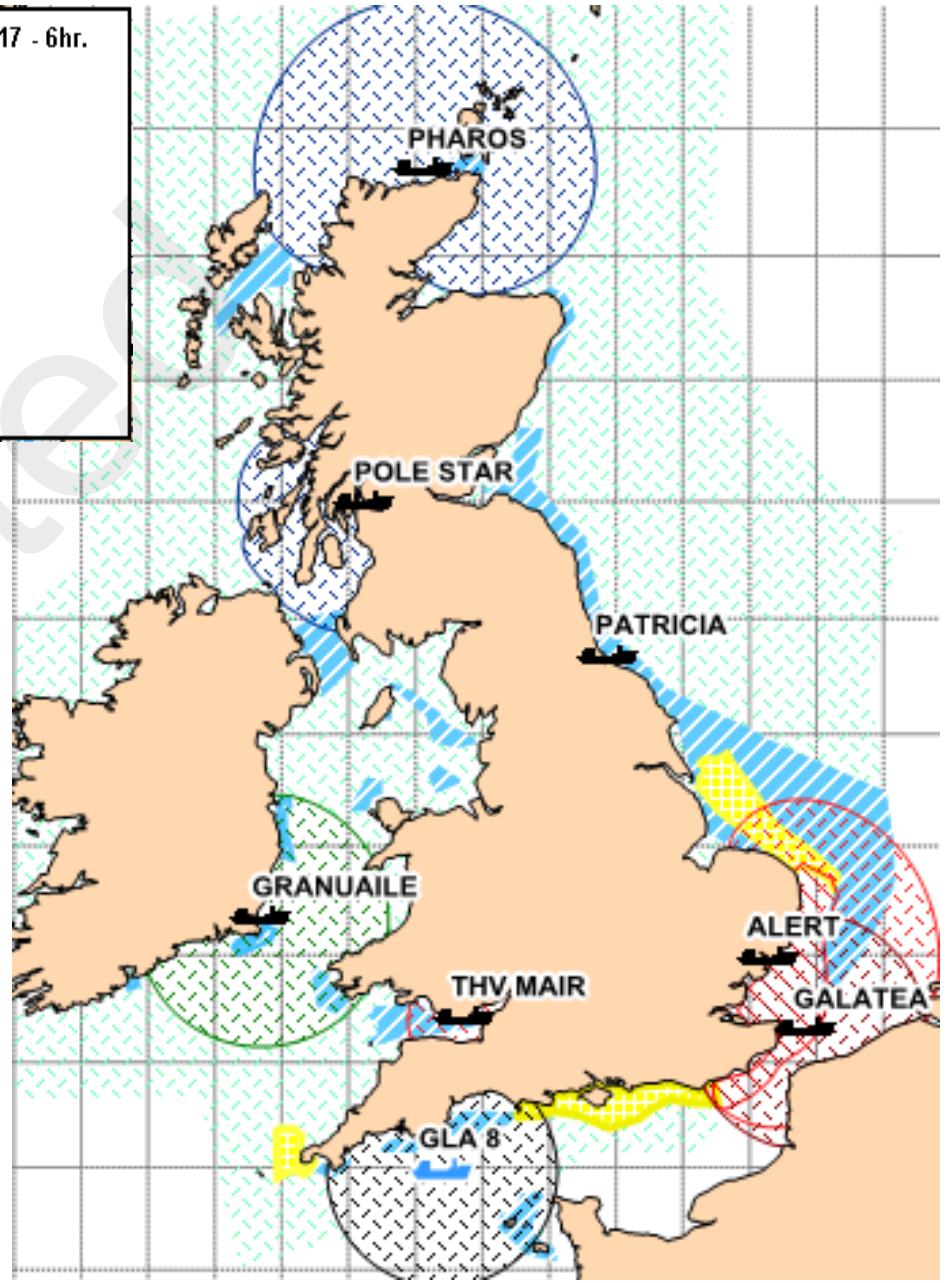 17 - 6hr.
PHAROS
POLE STAR
PATRICIA
GRANUAILE
ALERT
THV MAIR
GALATEA
GLA 8